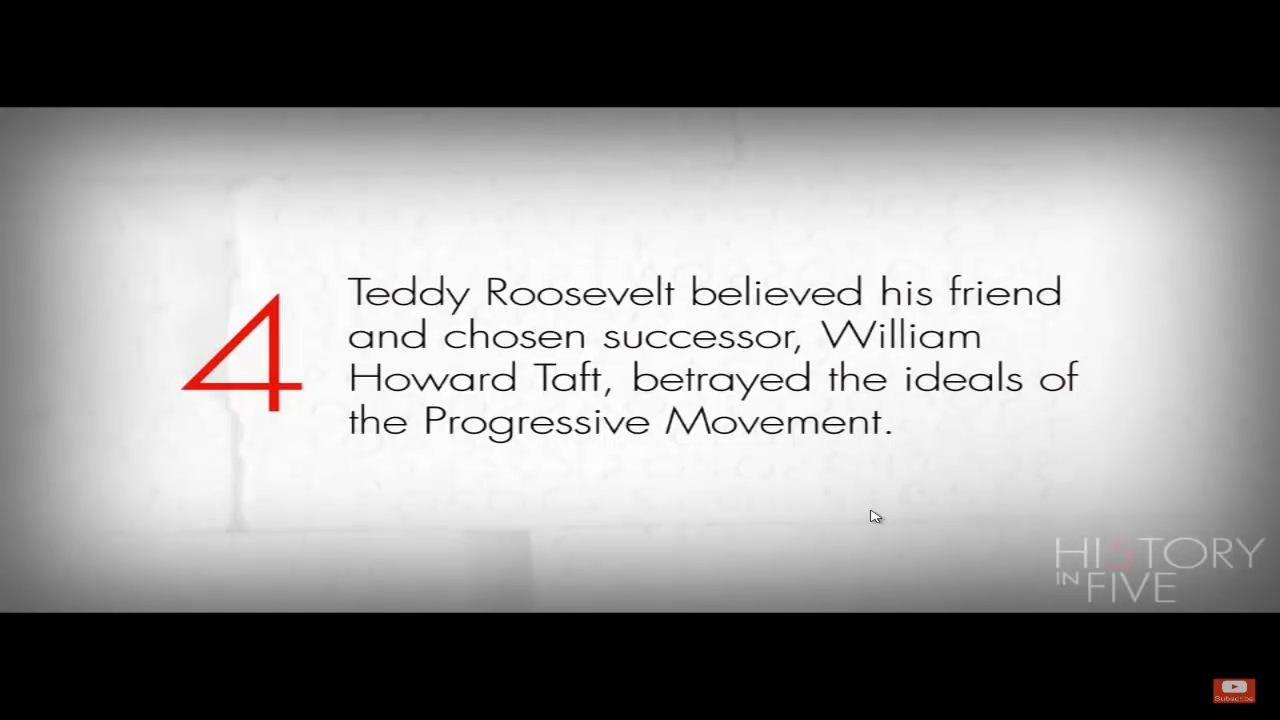 4
Teddy Roosevelt believed his friend
and chosen successor, William
Howard Taft, betrayed the ideals of
the Progressive Movement.
HISTORY
IN FIVE
Subscribe